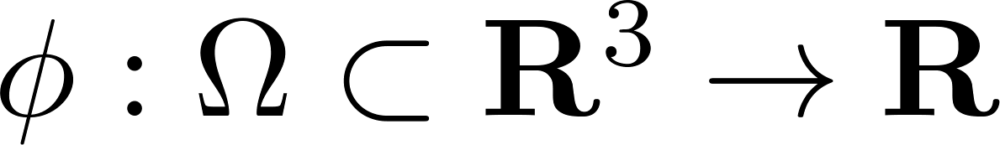 ϕ : Ω ⊂ 𝐑³ → 𝐑